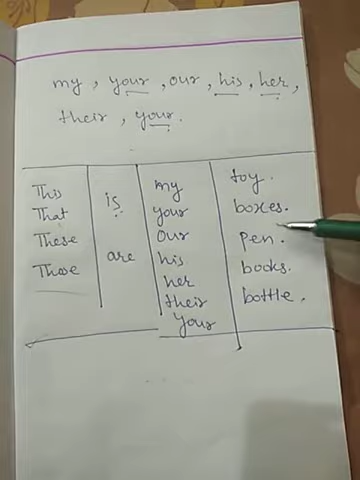 my, your, our, his, her,
their, your.
This is my toy.
That your boxes.
These are our pen.
Those his books.
her bottle.
their
Your